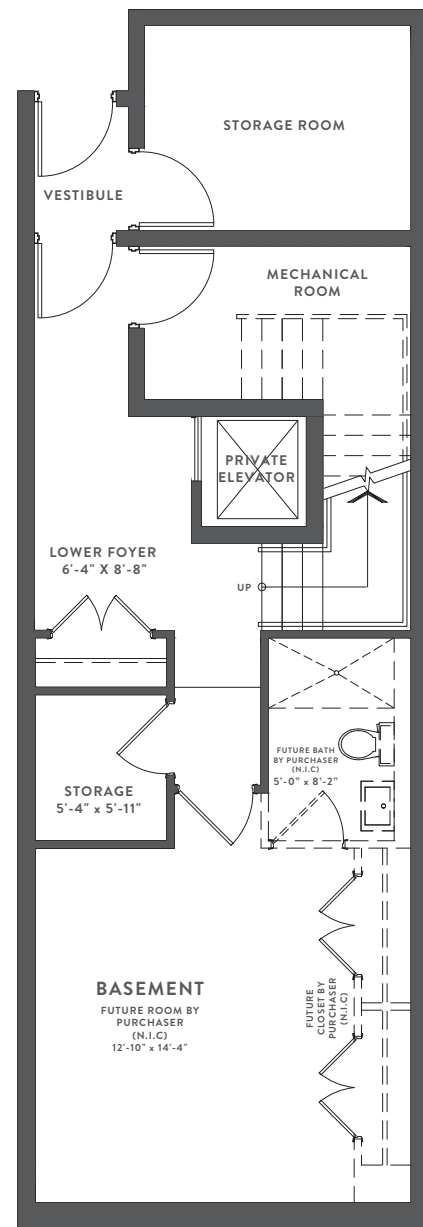 STORAGE ROOM
VESTIBULE
MECHANICAL
ROOM
PRIVATE
ELEVATOR
LOWER FOYER
6'-4" X 8'-8"
UP
FUTURE BATH
BY PURCHASER
(N.I.C)
5'-0" x 8'-2"
STORAGE
5'-4" x 5'-11"
BASEMENT
FUTURE ROOM BY
PURCHASER
(N.I.C)
12'-10" x 14'-4"
FUTURE
CLOSET BY
PURCHASER
(N.I.C)